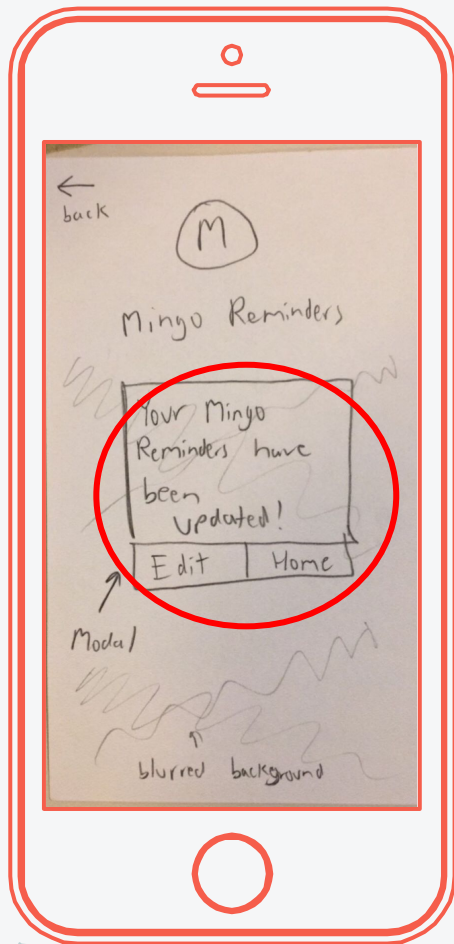 ←
back
M
Mingo Reminders
Your Mingo
Reminders have
been
updated!
Edit
Home
Modal
blurred background